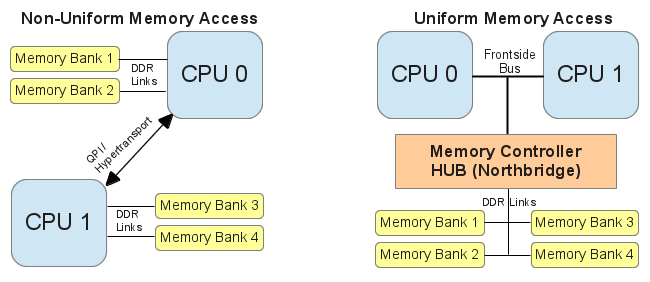 Non-Uniform Memory Access
Memory Bank 1
Memory Bank 2
DDR
Links
CPU 0
QPI/
Hypertransport
CPU 1
DDR
Links
Memory Bank 3
Memory Bank 4
Uniform Memory Access
CPU 0
Frontside
Bus
CPU 1
Memory Controller
HUB (Northbridge)
DDR Links
Memory Bank 1
Memory Bank 3
Memory Bank 2
Memory Bank 4